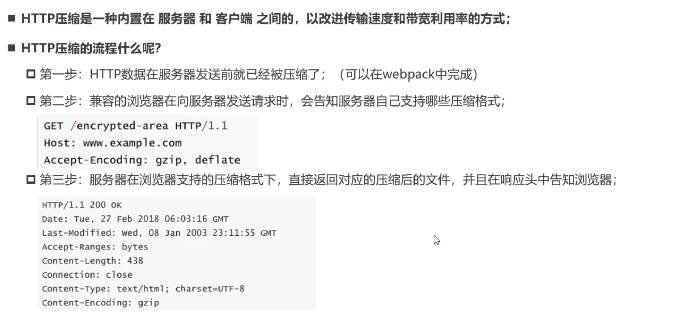 ■ HTTP压缩是一种内置在 服务器 和 客户端 之间的，以改进传输速度和带宽利用率的方式；
■ HTTP压缩的流程什么呢？
第一步：HTTP数据在服务器发送前就已经被压缩了；（可以在webpack中完成）
第二步：兼容的浏览器在向服务器发送请求时，会告知服务器自己支持哪些压缩格式；
GET /encrypted-area HTTP/1.1
Host: www.example.com
Accept-Encoding: gzip, deflate
第三步：服务器在浏览器支持的压缩格式下，直接返回对应的压缩后的文件，并且在响应头中告知浏览器；
HTTP/1.1 200 OK
Date: Tue, 27 Feb 2018 06:03:16 GMT
Last-Modified: Wed, 08 Jan 2003 23:11:55 GMT
Accept-Ranges: bytes
Content-Length: 438
Connection: close
Content-Type: text/html; charset=UTF-8
Content-Encoding: gzip